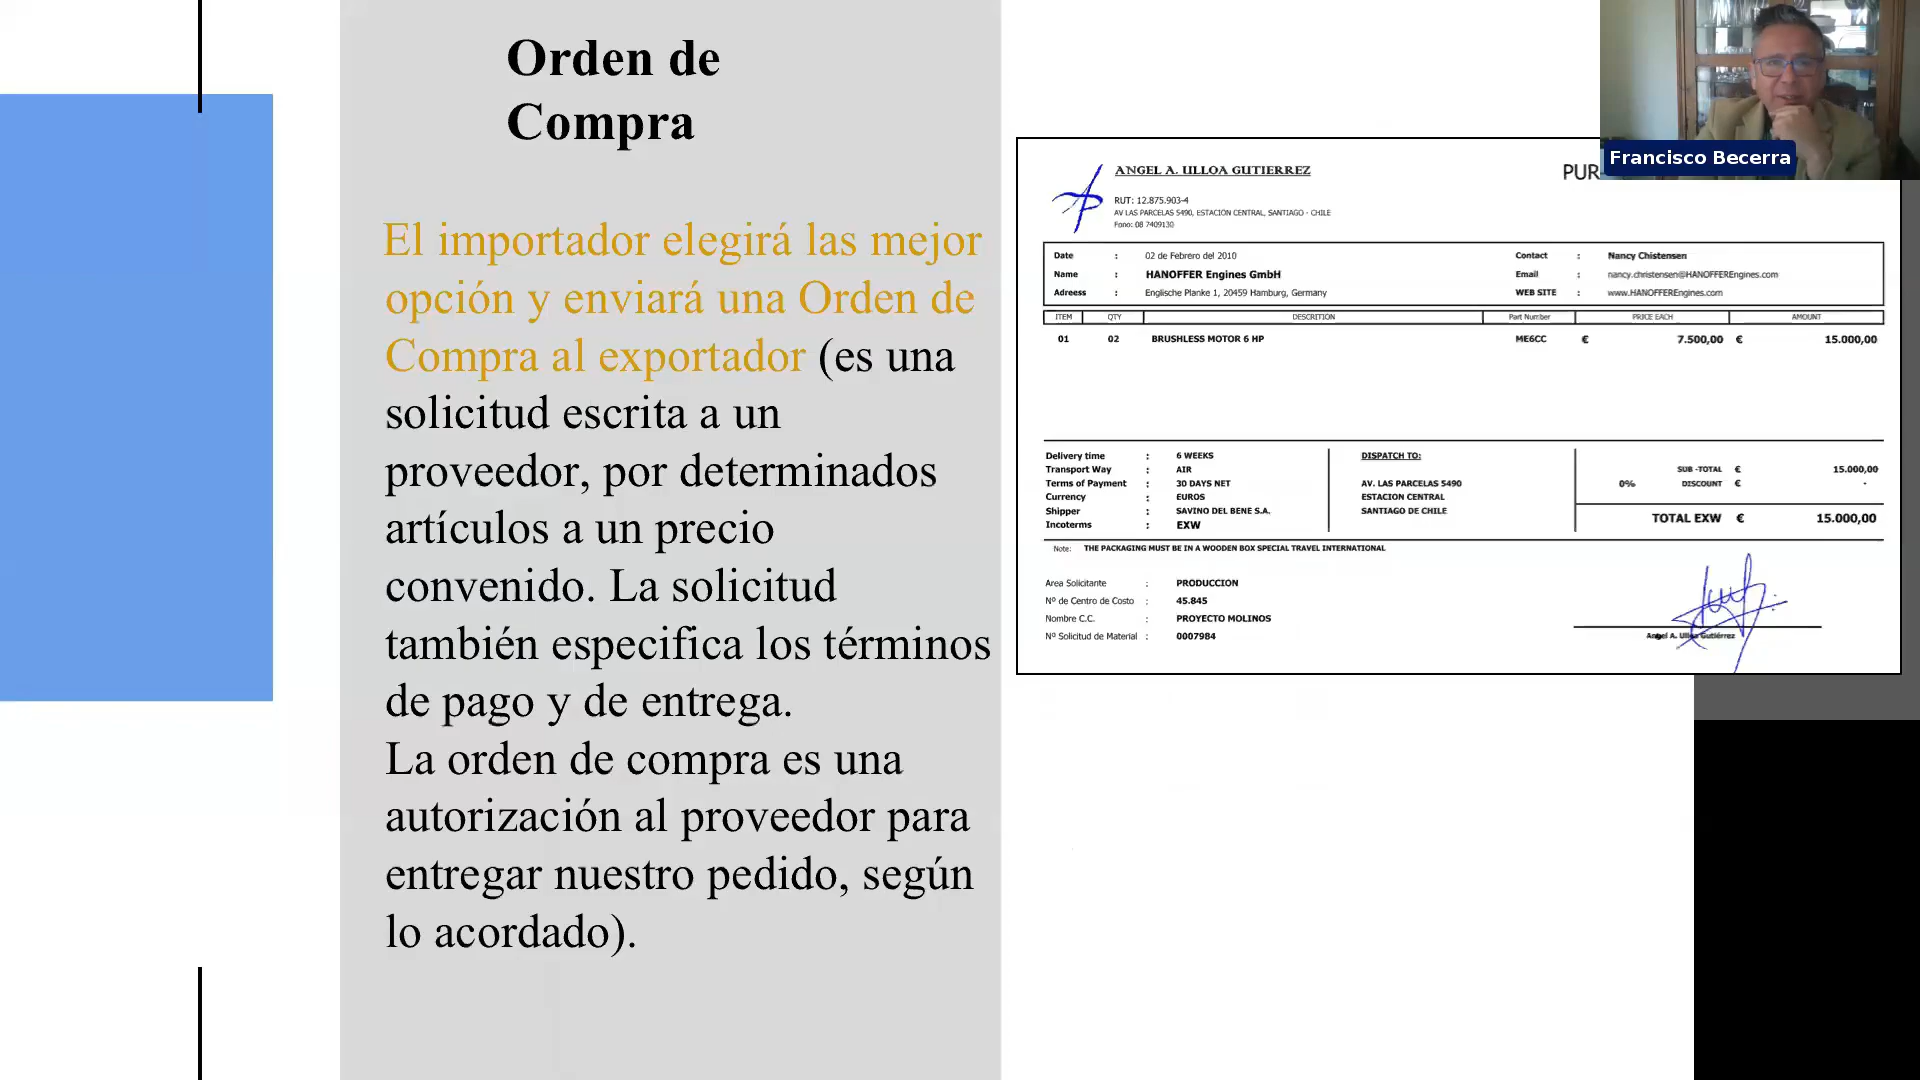 Orden de
Compra
El importador elegirá las mejor
opción y enviará una Orden de
Compra al exportador (es una
solicitud escrita a un
proveedor, por determinados
artículos a un precio
convenido. La solicitud
también especifica los términos
de pago y de entrega.
La orden de compra es una
autorización al proveedor para
entregar nuestro pedido, según
lo acordado).
Francisco Becerra
ANGEL A. ULLOA GUTIERREZ
PUR
RUT: 12.875.903-4
AV LAS PARCELAS 5490, ESTACION CENTRAL, SANTIAGO - CHILE
Fono: 08 7409130
Date : 02 de Febrero del 2010 Contact : Nancy Chistensen
Name : HANOFFER Engines GmbH Email : nancy.christensen@HANOFFEREngines.com
Adreess : Englische Planke 1, 20459 Hamburg, Germany WEB SITE : www.HANOFFEREngines.com
ITEM QTY DESCRITION Part Number PRICE EACH AMOUNT
01 02 BRUSHLESS MOTOR 6 HP ME6CC € 7.500,00 € 15.000,00
Delivery time : 6 WEEKS DISPATCH TO:
Transport Way : AIR SUB -TOTAL € 15.000,00
Terms of Payment : 30 DAYS NET AV. LAS PARCELAS 5490 0% DISCOUNT € -
Currency : EUROS ESTACION CENTRAL
Shipper : SAVINO DEL BENE S.A. SANTIAGO DE CHILE
Incoterms : EXW TOTAL EXW € 15.000,00
Note: THE PACKAGING MUST BE IN A WOODEN BOX SPECIAL TRAVEL INTERNATIONAL
Area Solicitante : PRODUCCION
Nº de Centro de Costo : 45.845
Nombre C.C. : PROYECTO MOLINOS
Nº Solicitud de Material : 0007984
Angel A. Ulloa Gutiérrez